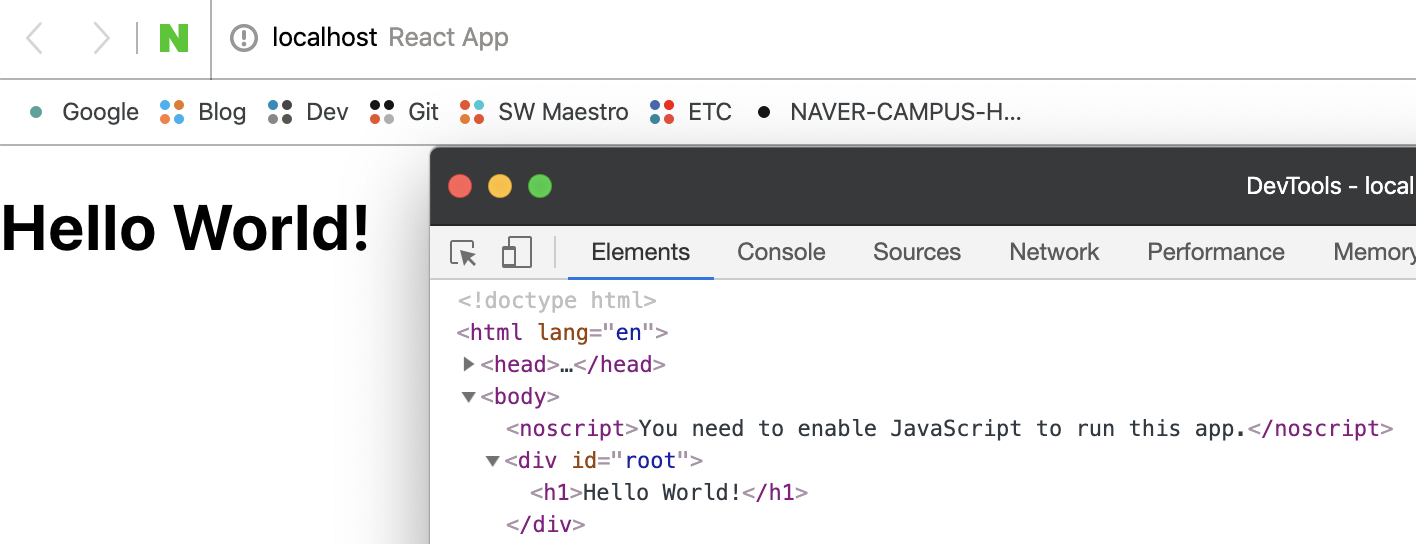 N localhost React App
Google Blog Dev Git SW Maestro ETC NAVER-CAMPUS-H...
Hello World!
DevTools - local
Elements Console Sources Network Performance Memory
<!doctype html>
<html lang="en">
<head>…</head>
<body>
<noscript>You need to enable JavaScript to run this app.</noscript>
<div id="root">
<h1>Hello World!</h1>
</div>